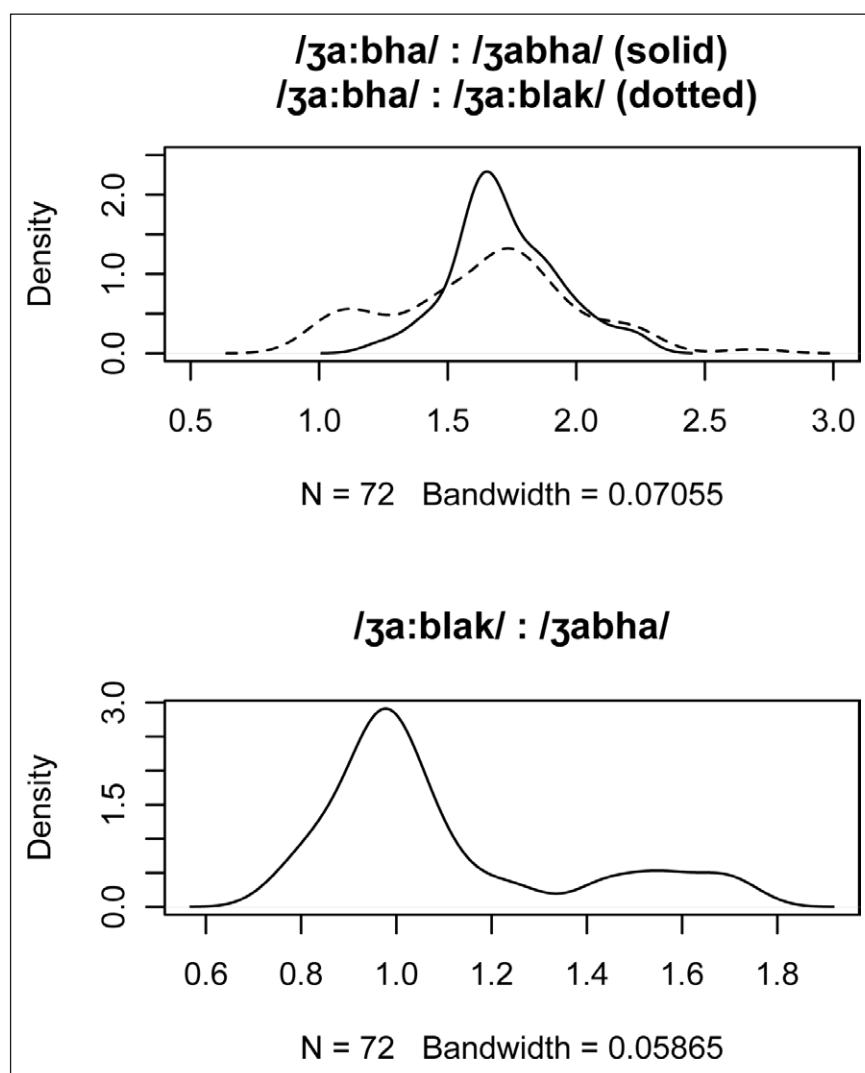 /ʒa:bha/ : /ʒabha/ (solid)
/ʒa:bha/ : /ʒa:blak/ (dotted)
Density
0.0 1.0 2.0
0.5 1.0 1.5 2.0 2.5 3.0
N = 72 Bandwidth = 0.07055
/ʒa:blak/ : /ʒabha/
Density
0.0 1.5 3.0
0.6 0.8 1.0 1.2 1.4 1.6 1.8
N = 72 Bandwidth = 0.05865